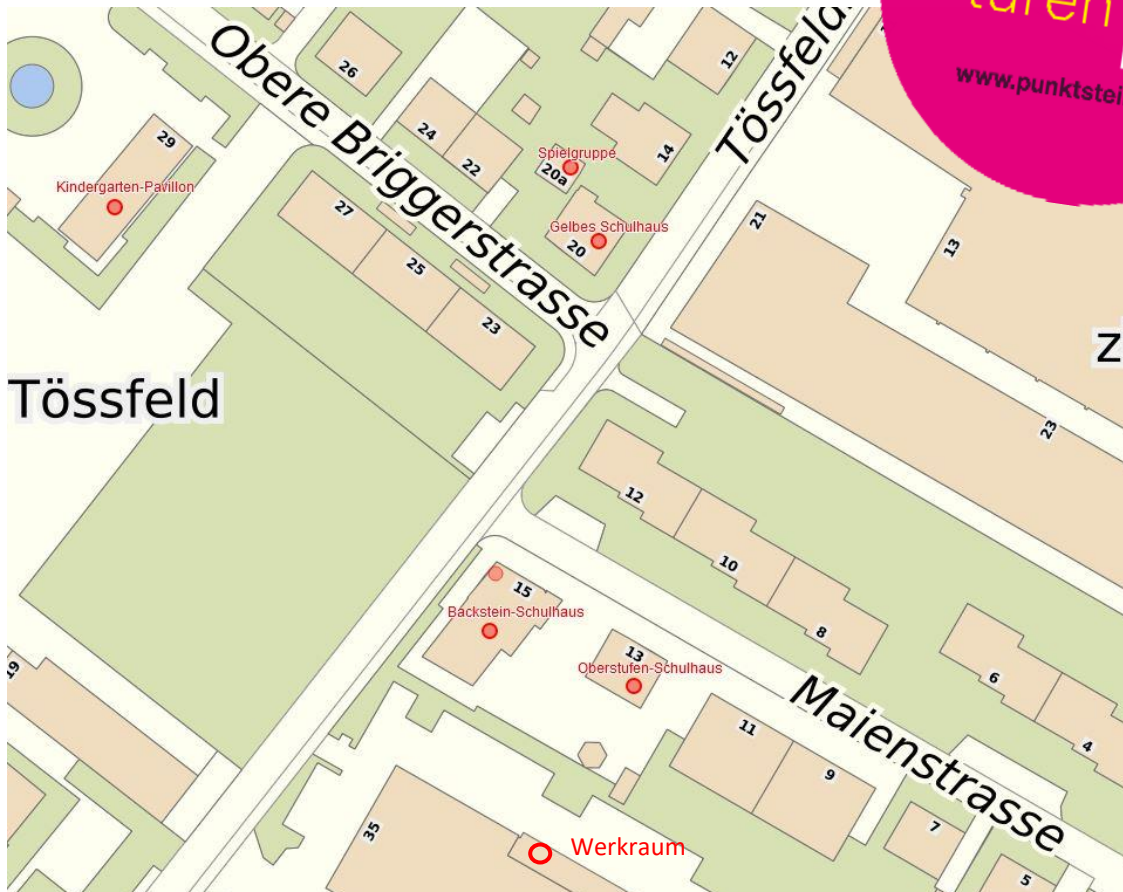 türen
www.punktstei
Obere Briggerstrasse
Tössfeld
26
12
24
22
14
29
Spielgruppe
20a
Kindergarten-Pavillon
27
Gelbes Schulhaus
20
21
13
25
23
Z
Tössfeld
23
12
10
15
Backstein-Schulhaus
8
13
Oberstufen-Schulhaus
19
6
4
Maienstrasse
11
9
7
35
Werkraum
5